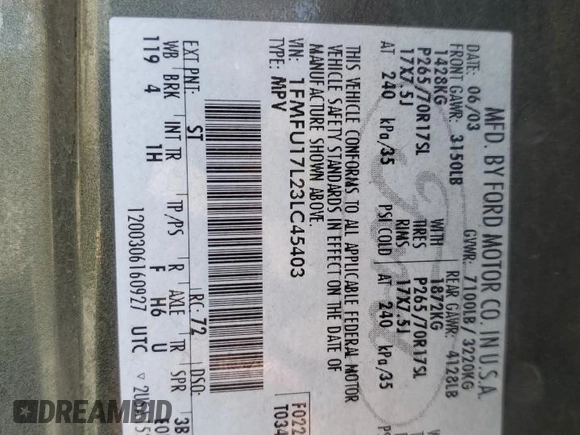 MFD. BY FORD MOTOR CO. IN U.S.A.
DATE: 06/03 GVWR: 7100LB/ 3220KG
FRONT GAWR: 3150LB REAR GAWR: 4128LB
1428KG WITH 1872KG
P265/70R17SL TIRES P265/70R17SL
17X7.5J RIMS 17X7.5J
AT 240 kPa/35 PSI COLD AT 240 kPa/35
THIS VEHICLE CONFORMS TO ALL APPLICABLE FEDERAL MOTOR
VEHICLE SAFETY STANDARDS IN EFFECT ON THE DATE OF
MANUFACTURE SHOWN ABOVE.
VIN: 1FMFU17L23LC45403
TYPE: MPV
F022
T034
EXT PNT: ST RC: 72 DSO:
WB BRK INT TR TP/PS R AXLE TR SPR
119 4 1H F H6 U
1200306160927 UTC
DREAMBID